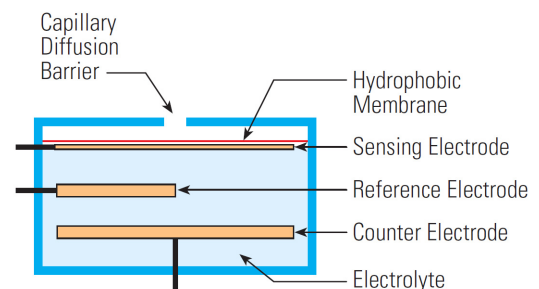 Capillary
Diffusion
Barrier
Hydrophobic
Membrane
Sensing Electrode
Reference Electrode
Counter Electrode
Electrolyte